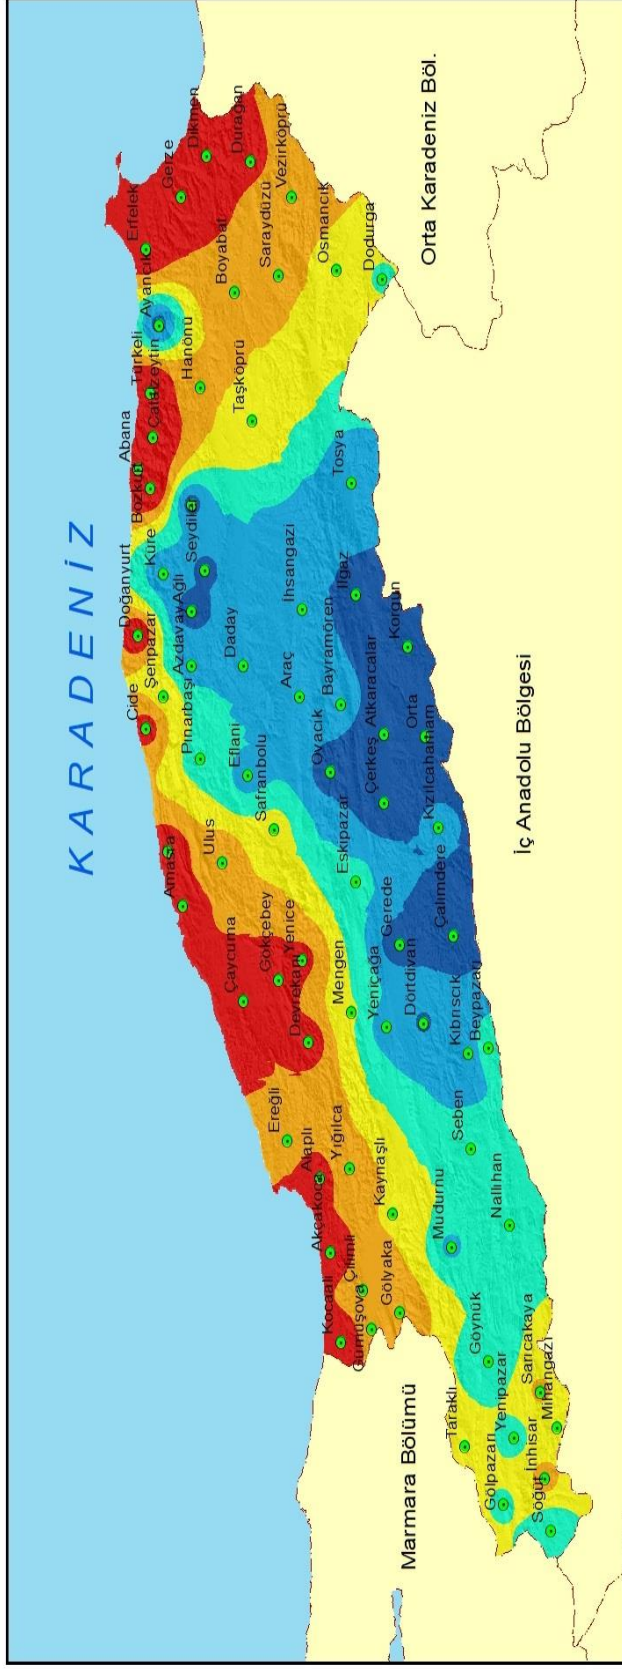 KARADENİZ
Orta Karadeniz Böl.
İç Anadolu Bölgesi
Marmara Bölümü
Erfelek
Gerze
Dikmen
Durağan
Ayancık
Türkeli
Çatalzeytin
Abana
Bozkurt
Hanönü
Boyabat
Saraydüzü
Vezirköprü
Taşköprü
Osmancık
Dodurga
Doğanyurt
Küre
Seydiler
Ağlı
Azdavay
Şenpazar
Cide
Pınarbaşı
Daday
İhsangazi
Tosya
Araç
Ilgaz
Bayramören
Korgun
Atkaracalar
Orta
Eflani
Safranbolu
Ovacık
Çerkeş
Kızılcahamam
Ulus
Amasra
Eskipazar
Çaycuma
Gökçebey
Yenice
Devrekani
Mengen
Gerede
Çalımdere
Yeniçağa
Dörtdivan
Kıbrıscık
Beypazarı
Ereğli
Alaplı
Yığılca
Akçakoca
Kaynaşlı
Seben
Mudurnu
Nallıhan
Çilimli
Kocaali
Gümüşova
Gölyaka
Göynük
Taraklı
Yenipazar
Sarıcakaya
Mihangazi
Gölpazarı
İnhisar
Söğüt